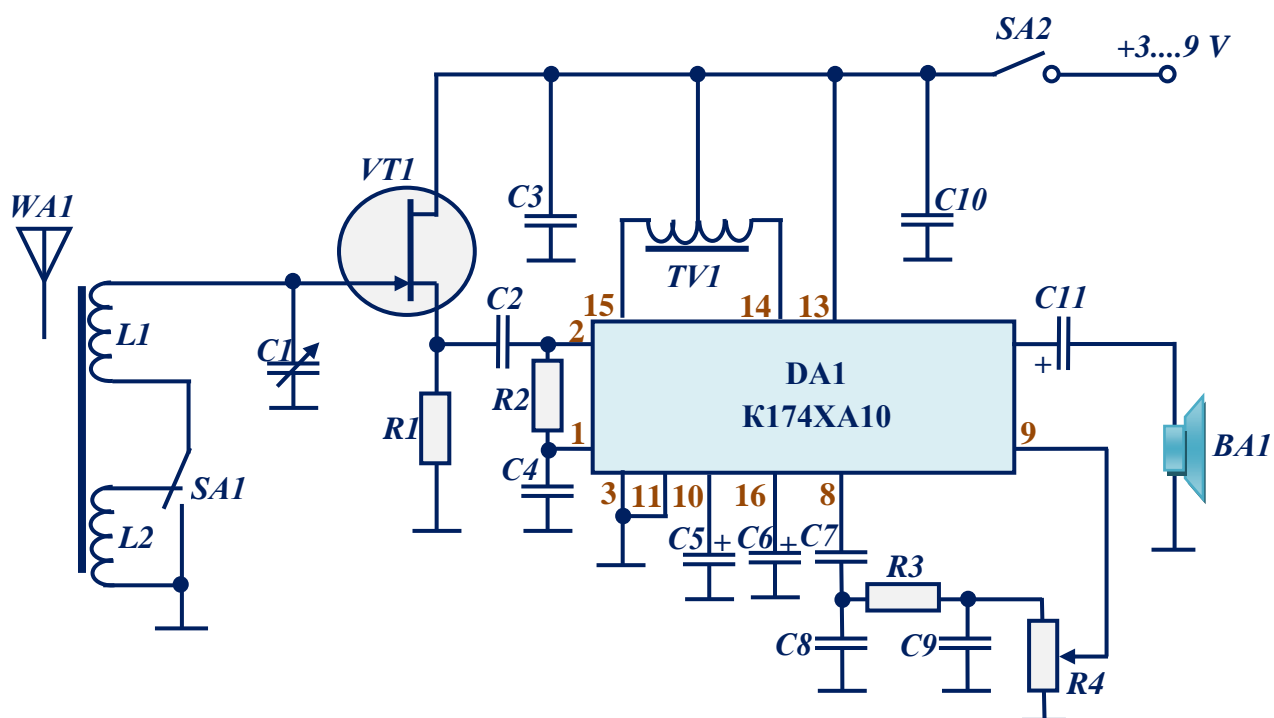 SA2
+3....9 V
VT1
WA1
C3
C10
TV1
15
14
13
C2
C11
2
L1
C1
+
DA1
К174ХА10
R2
R1
1
9
BA1
C4
3
11
10
16
8
SA1
L2
C5
+
C6
+
C7
R3
C8
C9
R4